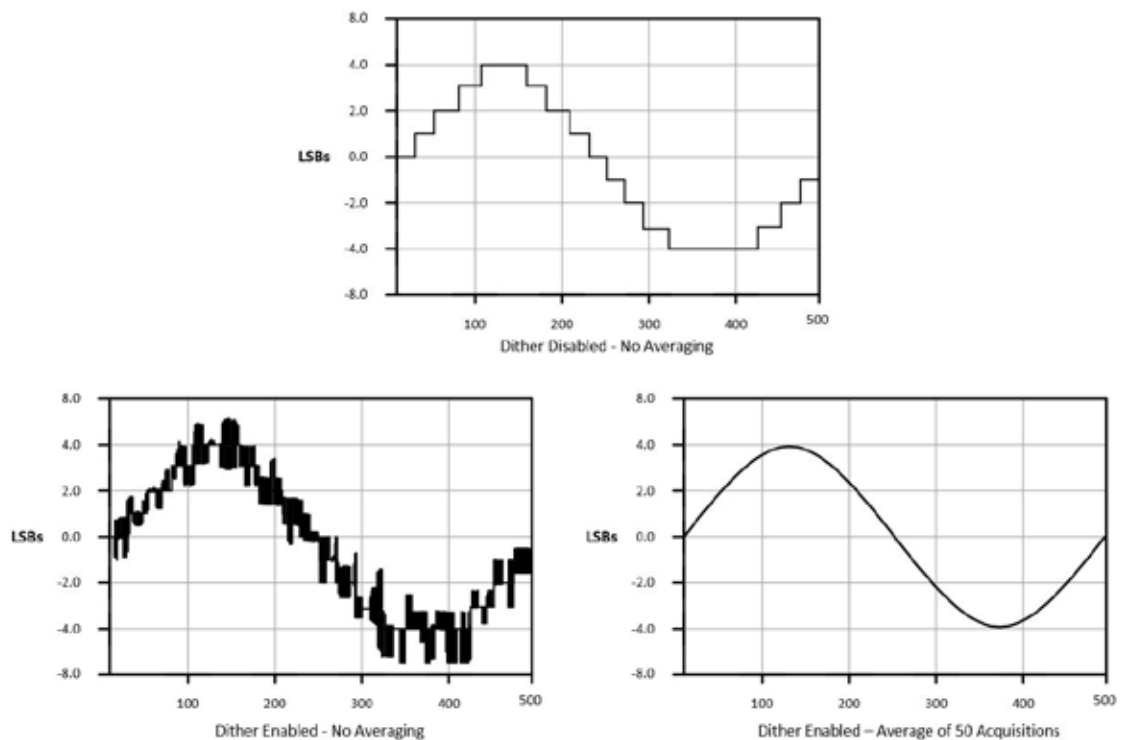 8.0
4.0
2.0
LSBs 0.0
-2.0
-4.0
-8.0
100 200 300 400 500
Dither Disabled - No Averaging
8.0
4.0
2.0
LSBs 0.0
-2.0
-4.0
-8.0
100 200 300 400 500
Dither Enabled - No Averaging
8.0
4.0
2.0
LSBs 0.0
-2.0
-4.0
-8.0
100 200 300 400 500
Dither Enabled – Average of 50 Acquisitions